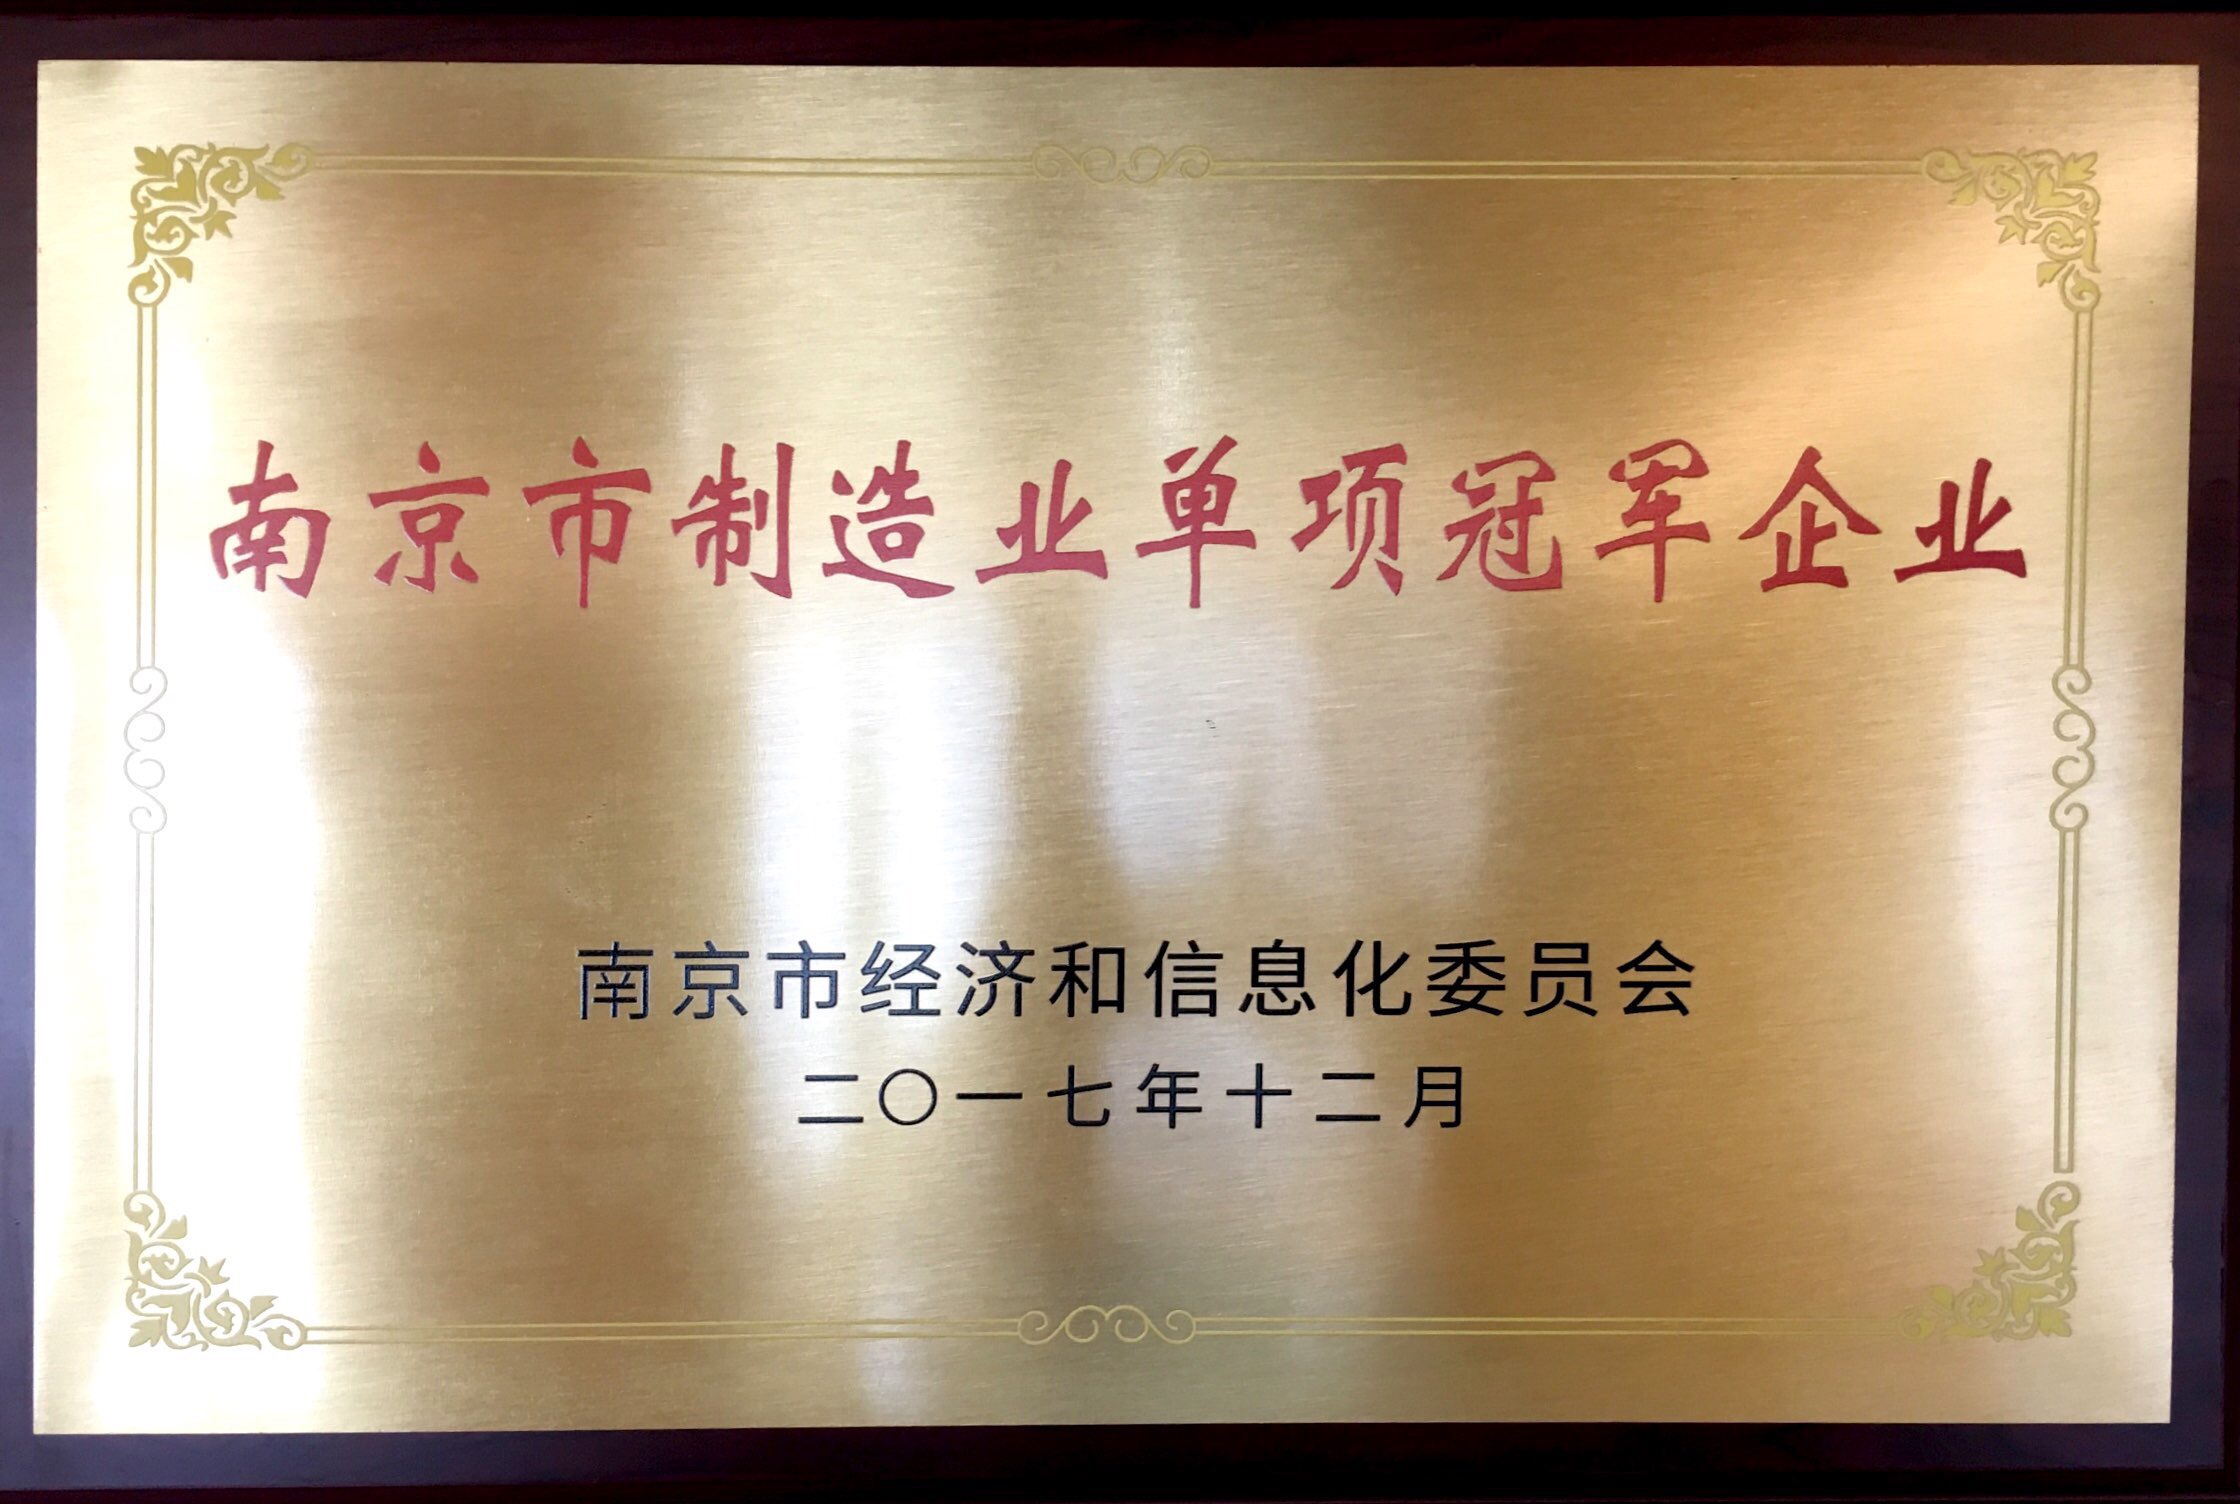 南京市制造业单项冠军企业
南京市经济和信息化委员会
二〇一七年十二月